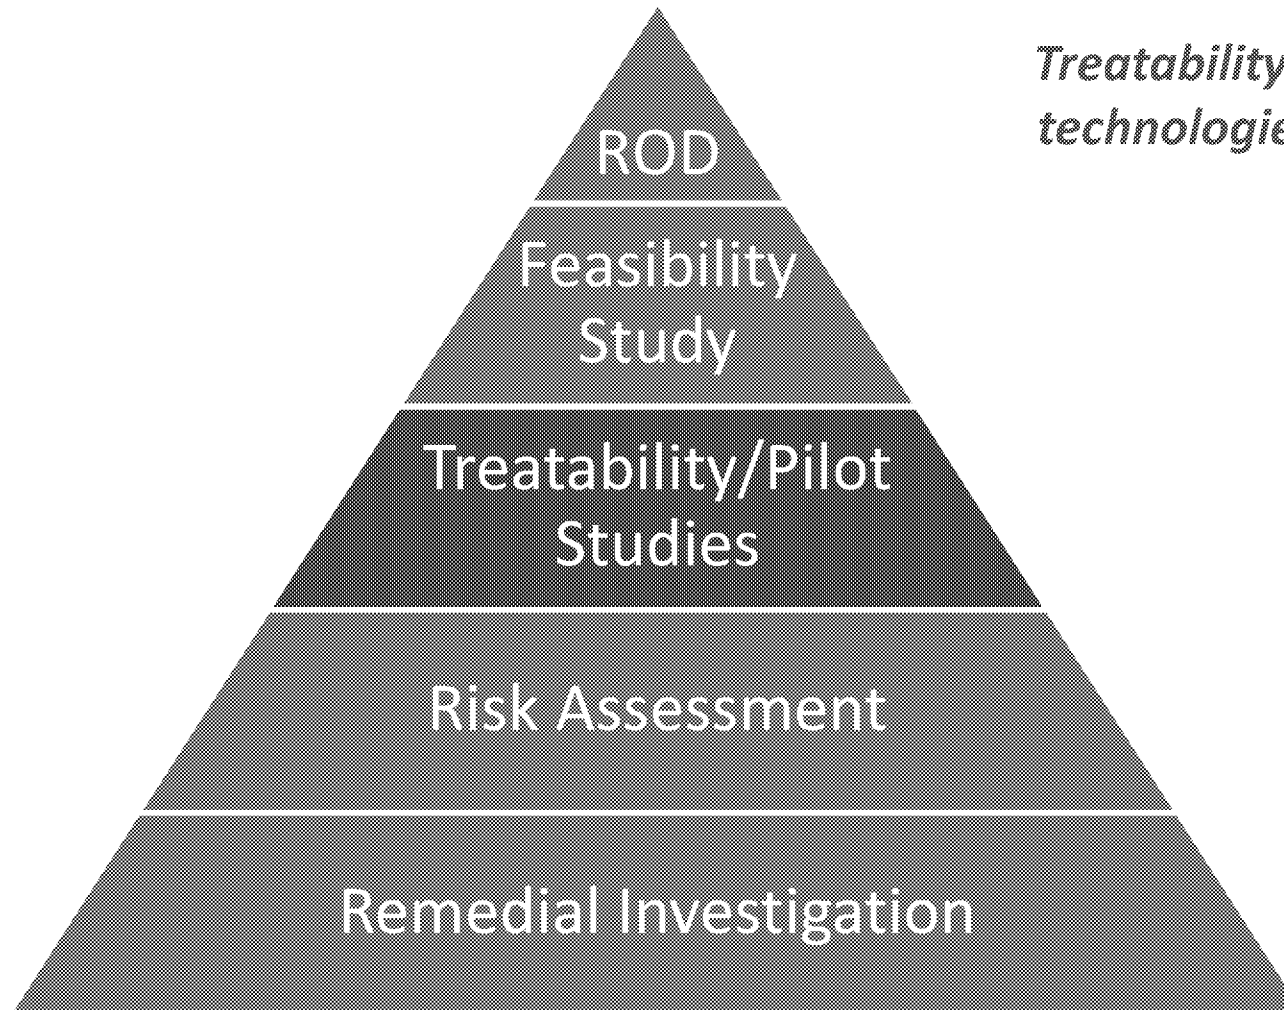 Treatability
technologie
ROD
Feasibility
Study
Treatability/Pilot
Studies
Risk Assessment
Remedial Investigation